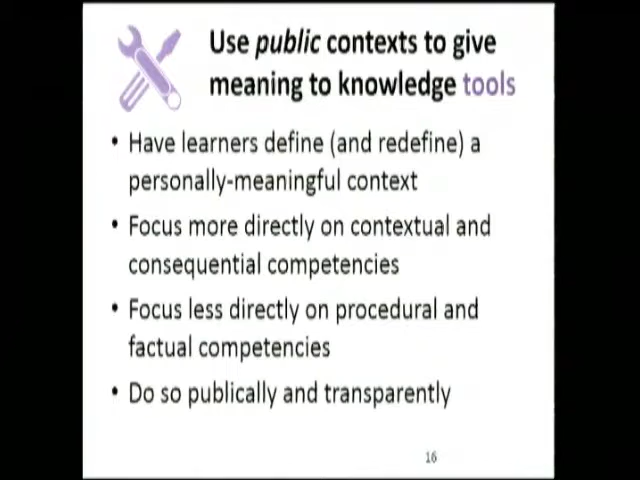 Use public contexts to give
meaning to knowledge tools
• Have learners define (and redefine) a
personally-meaningful context
• Focus more directly on contextual and
consequential competencies
• Focus less directly on procedural and
factual competencies
• Do so publically and transparently
16